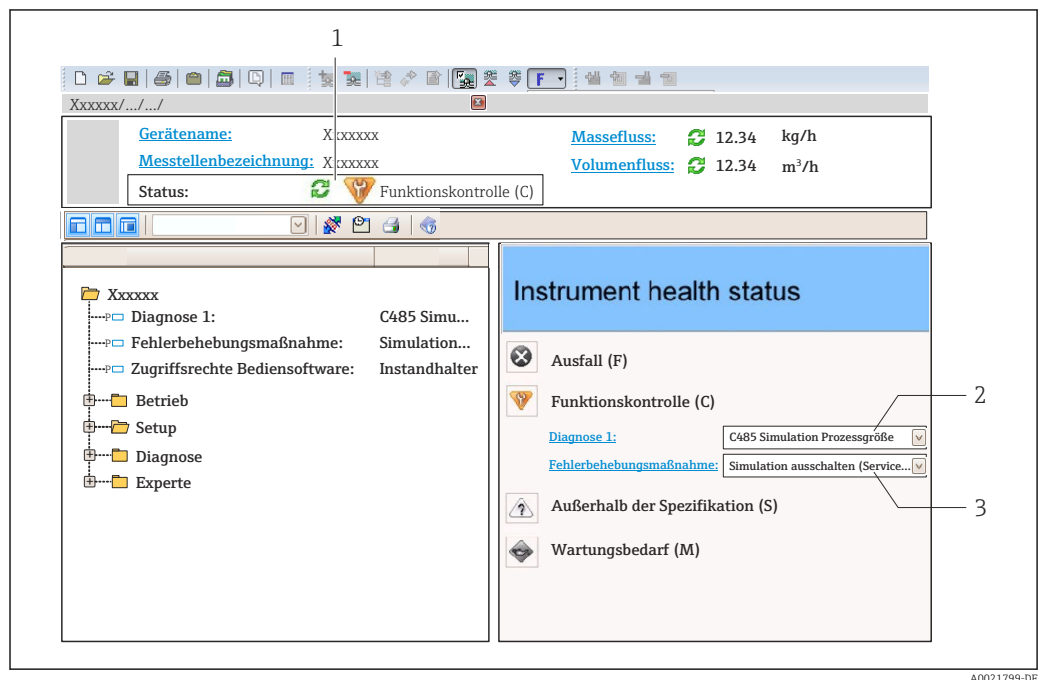 1
F
Xxxxxx/.../.../
Gerätename: Xxxxxxx Massefluss: 12.34 kg/h
Messstellenbezeichnung: Xxxxxxx Volumenfluss: 12.34 m³/h
Status: Funktionskontrolle (C)
Xxxxxx
P Diagnose 1: C485 Simu...
P Fehlerbehebungsmaßnahme: Simulation...
P Zugriffsrechte Bediensoftware: Instandhalter
Betrieb
Setup
Diagnose
Experte
Instrument health status
Ausfall (F)
Funktionskontrolle (C)
2
Diagnose 1: C485 Simulation Prozessgröße
Fehlerbehebungsmaßnahme: Simulation ausschalten (Service...
Außerhalb der Spezifikation (S)
3
Wartungsbedarf (M)
A0021799-DE